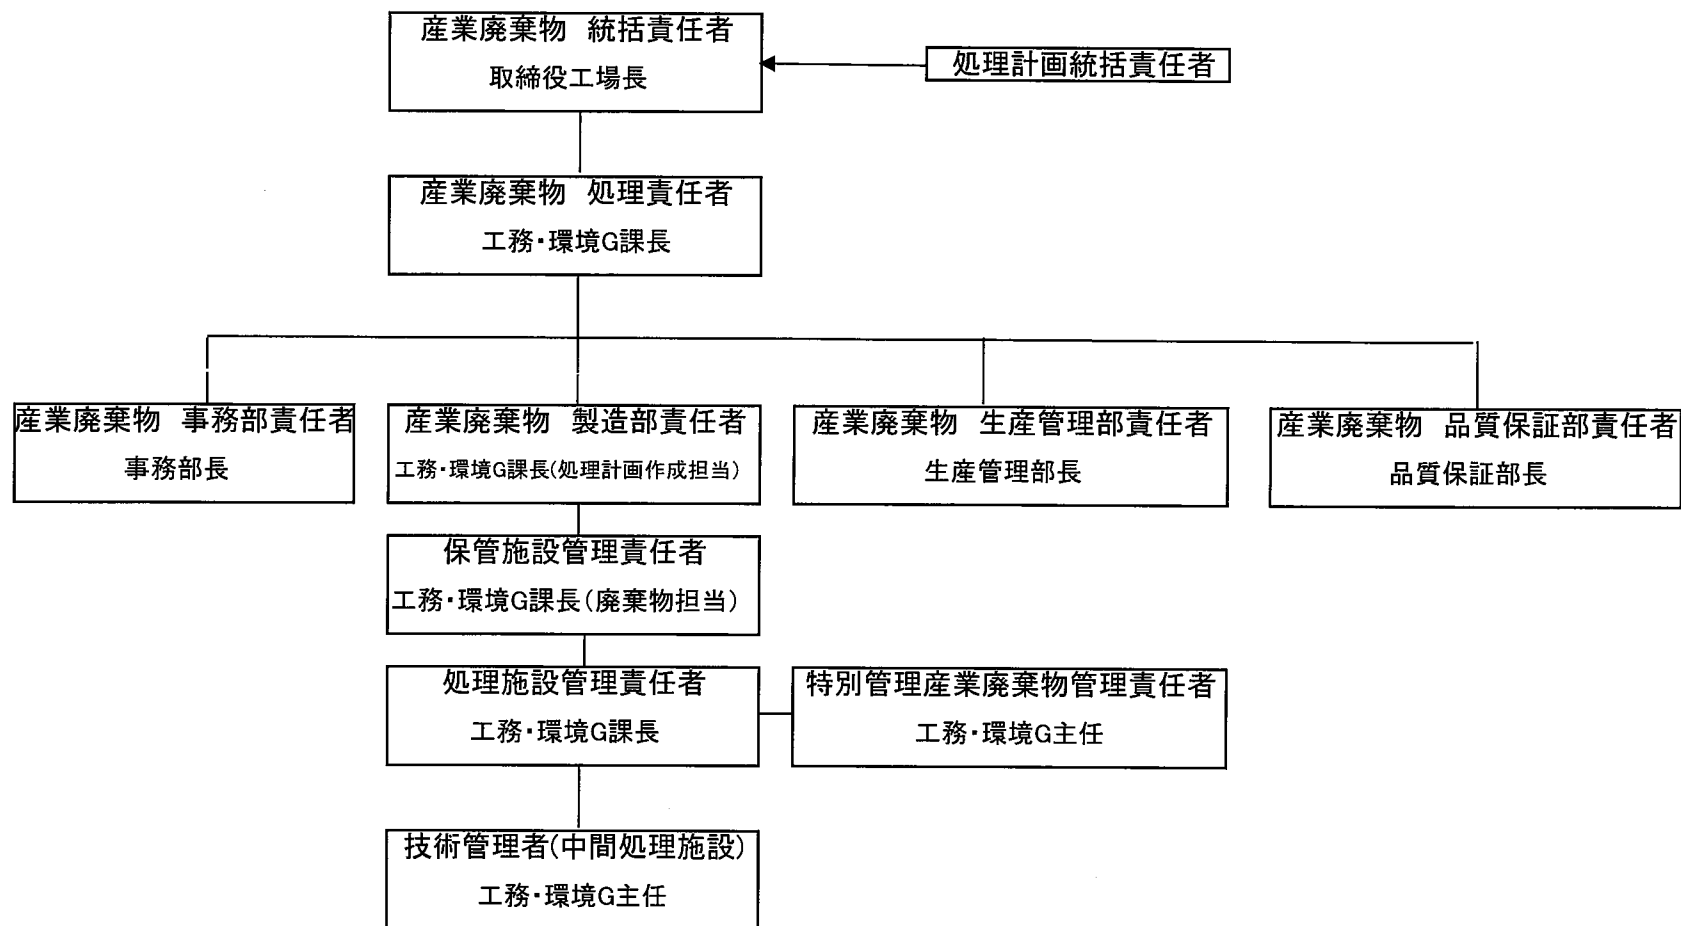 産業廃棄物 統括責任者
取締役工場長
処理計画統括責任者
産業廃棄物 処理責任者
工務・環境G課長
産業廃棄物 事務部責任者
事務部長
産業廃棄物 製造部責任者
工務・環境G課長(処理計画作成担当)
産業廃棄物 生産管理部責任者
生産管理部長
産業廃棄物 品質保証部責任者
品質保証部長
保管施設管理責任者
工務・環境G課長(廃棄物担当)
処理施設管理責任者
工務・環境G課長
特別管理産業廃棄物管理責任者
工務・環境G主任
技術管理者(中間処理施設)
工務・環境G主任